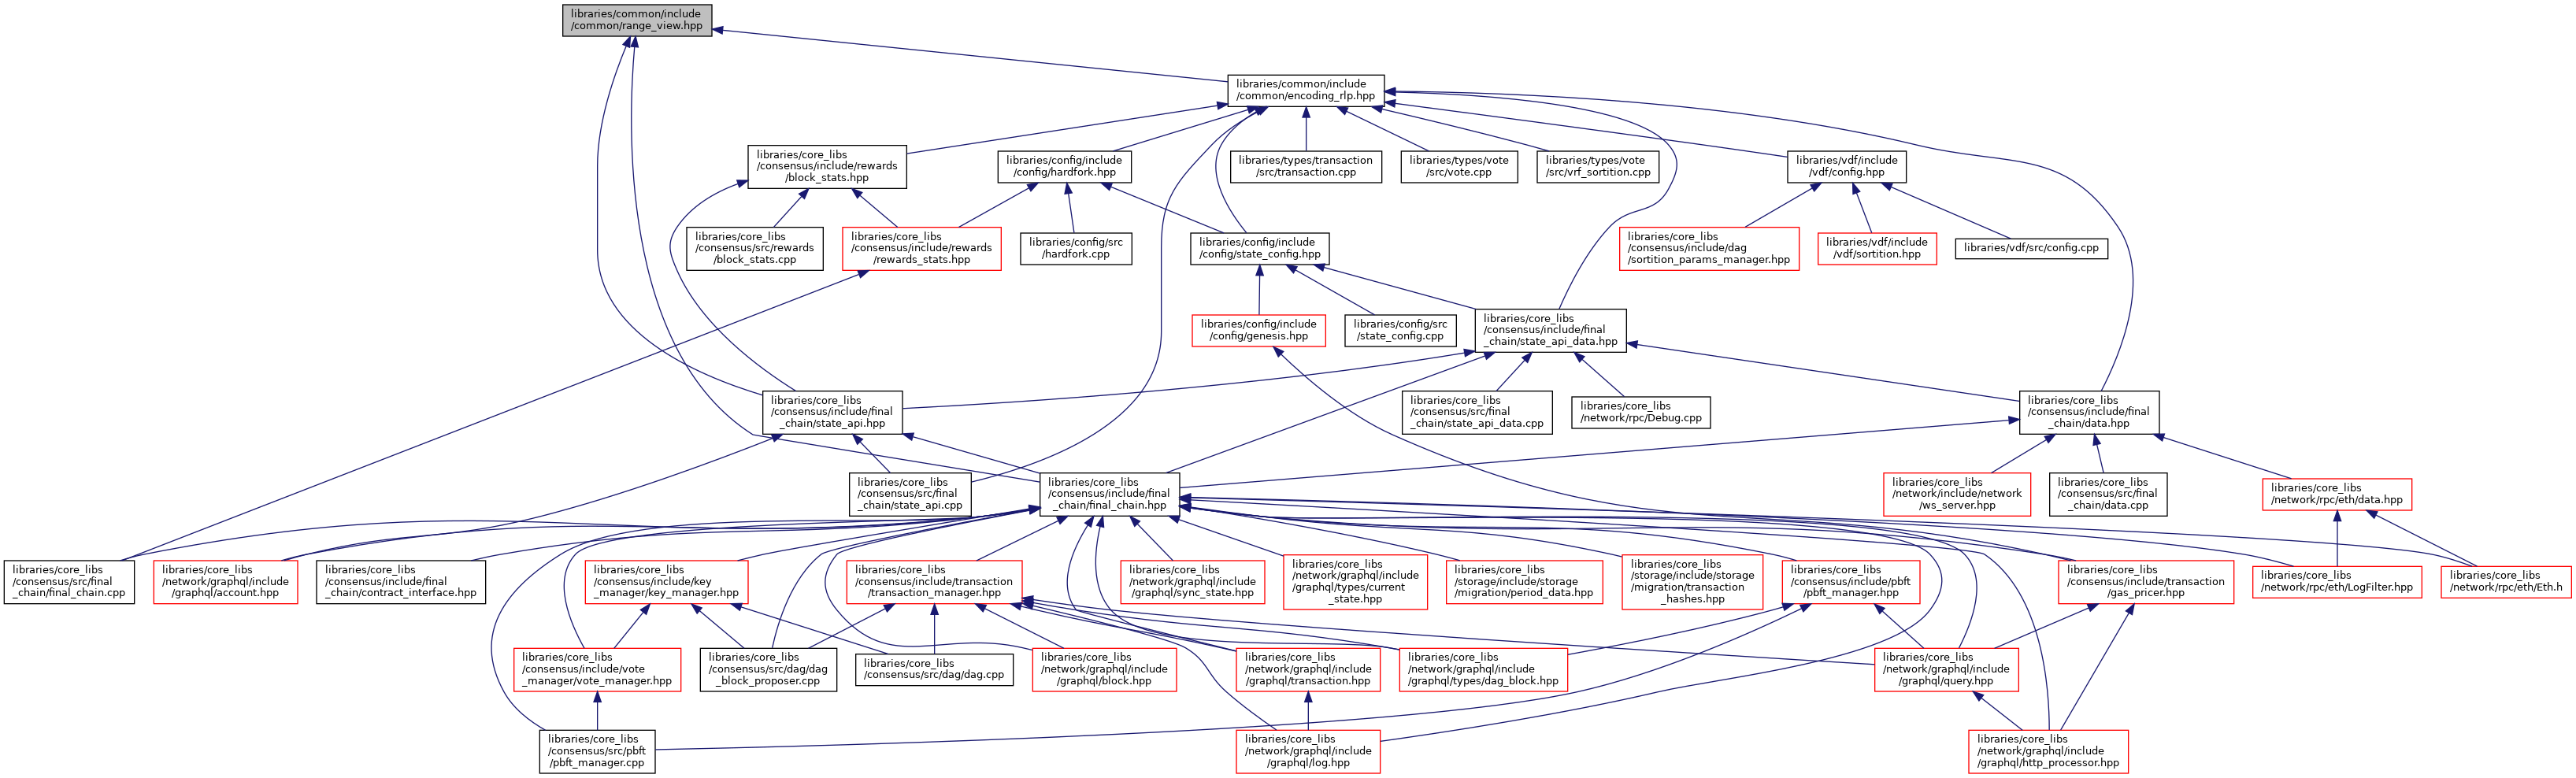 libraries/common/include
/common/range_view.hpp
libraries/common/include
/common/encoding_rlp.hpp
libraries/core_libs
/consensus/include/rewards
/block_stats.hpp
libraries/config/include
/config/hardfork.hpp
libraries/types/transaction
/src/transaction.cpp
libraries/types/vote
/src/vote.cpp
libraries/types/vote
/src/vrf_sortition.cpp
libraries/vdf/include
/vdf/config.hpp
libraries/core_libs
/consensus/src/rewards
/block_stats.cpp
libraries/core_libs
/consensus/include/rewards
/rewards_stats.hpp
libraries/config/src
/hardfork.cpp
libraries/config/include
/config/state_config.hpp
libraries/core_libs
/consensus/include/dag
/sortition_params_manager.hpp
libraries/vdf/include
/vdf/sortition.hpp
libraries/vdf/src/config.cpp
libraries/config/include
/config/genesis.hpp
libraries/config/src
/state_config.cpp
libraries/core_libs
/consensus/include/final
_chain/state_api_data.hpp
libraries/core_libs
/consensus/include/final
_chain/state_api.hpp
libraries/core_libs
/consensus/src/final
_chain/state_api_data.cpp
libraries/core_libs
/network/rpc/Debug.cpp
libraries/core_libs
/consensus/include/final
_chain/data.hpp
libraries/core_libs
/consensus/src/final
_chain/state_api.cpp
libraries/core_libs
/consensus/include/final
_chain/final_chain.hpp
libraries/core_libs
/network/include/network
/ws_server.hpp
libraries/core_libs
/consensus/src/final
_chain/data.cpp
libraries/core_libs
/network/rpc/eth/data.hpp
libraries/core_libs
/consensus/src/final
_chain/final_chain.cpp
libraries/core_libs
/network/graphql/include
/graphql/account.hpp
libraries/core_libs
/consensus/include/final
_chain/contract_interface.hpp
libraries/core_libs
/consensus/include/key
_manager/key_manager.hpp
libraries/core_libs
/consensus/include/transaction
/transaction_manager.hpp
libraries/core_libs
/network/graphql/include
/graphql/sync_state.hpp
libraries/core_libs
/network/graphql/include
/graphql/types/current
_state.hpp
libraries/core_libs
/storage/include/storage
/migration/period_data.hpp
libraries/core_libs
/storage/include/storage
/migration/transaction
_hashes.hpp
libraries/core_libs
/consensus/include/pbft
/pbft_manager.hpp
libraries/core_libs
/consensus/include/transaction
/gas_pricer.hpp
libraries/core_libs
/network/rpc/eth/LogFilter.hpp
libraries/core_libs
/network/rpc/eth/Eth.h
libraries/core_libs
/consensus/include/vote
_manager/vote_manager.hpp
libraries/core_libs
/consensus/src/dag/dag
_block_proposer.cpp
libraries/core_libs
/consensus/src/dag/dag.cpp
libraries/core_libs
/network/graphql/include
/graphql/block.hpp
libraries/core_libs
/network/graphql/include
/graphql/transaction.hpp
libraries/core_libs
/network/graphql/include
/graphql/types/dag_block.hpp
libraries/core_libs
/network/graphql/include
/graphql/query.hpp
libraries/core_libs
/consensus/src/pbft
/pbft_manager.cpp
libraries/core_libs
/network/graphql/include
/graphql/log.hpp
libraries/core_libs
/network/graphql/include
/graphql/http_processor.hpp